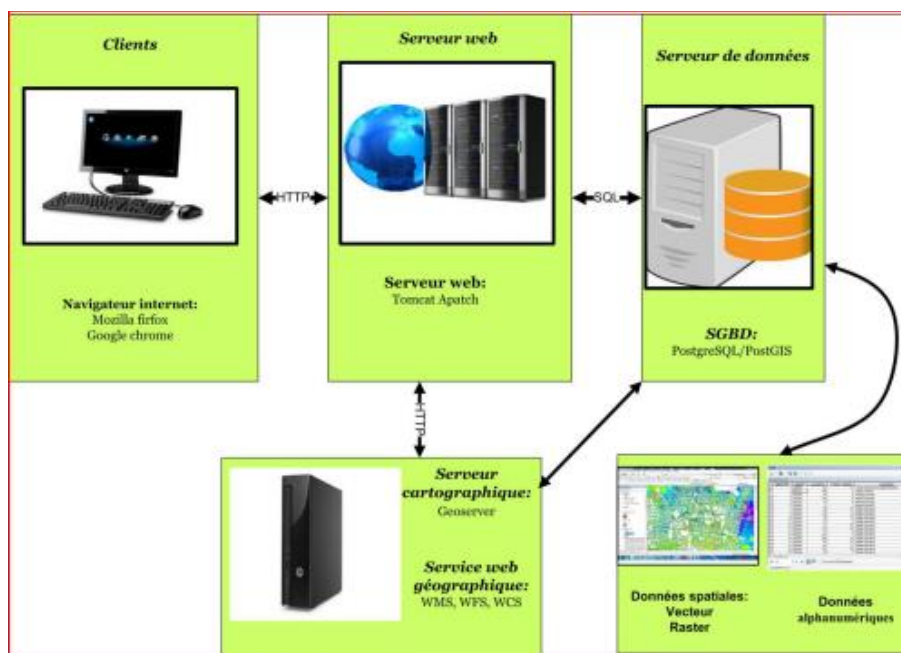 Clients
Navigateur internet:
Mozilla firfox
Google chrome
HTTP
Serveur web
Serveur web:
Tomcat Apatch
SQL
Serveur de données
SGBD:
PostgreSQL/PostGIS
HTTP
Serveur
cartographique:
Geoserver
Service web
géographique:
WMS, WFS, WCS
Données spatiales:
Vecteur
Raster
Données
alphanumériques